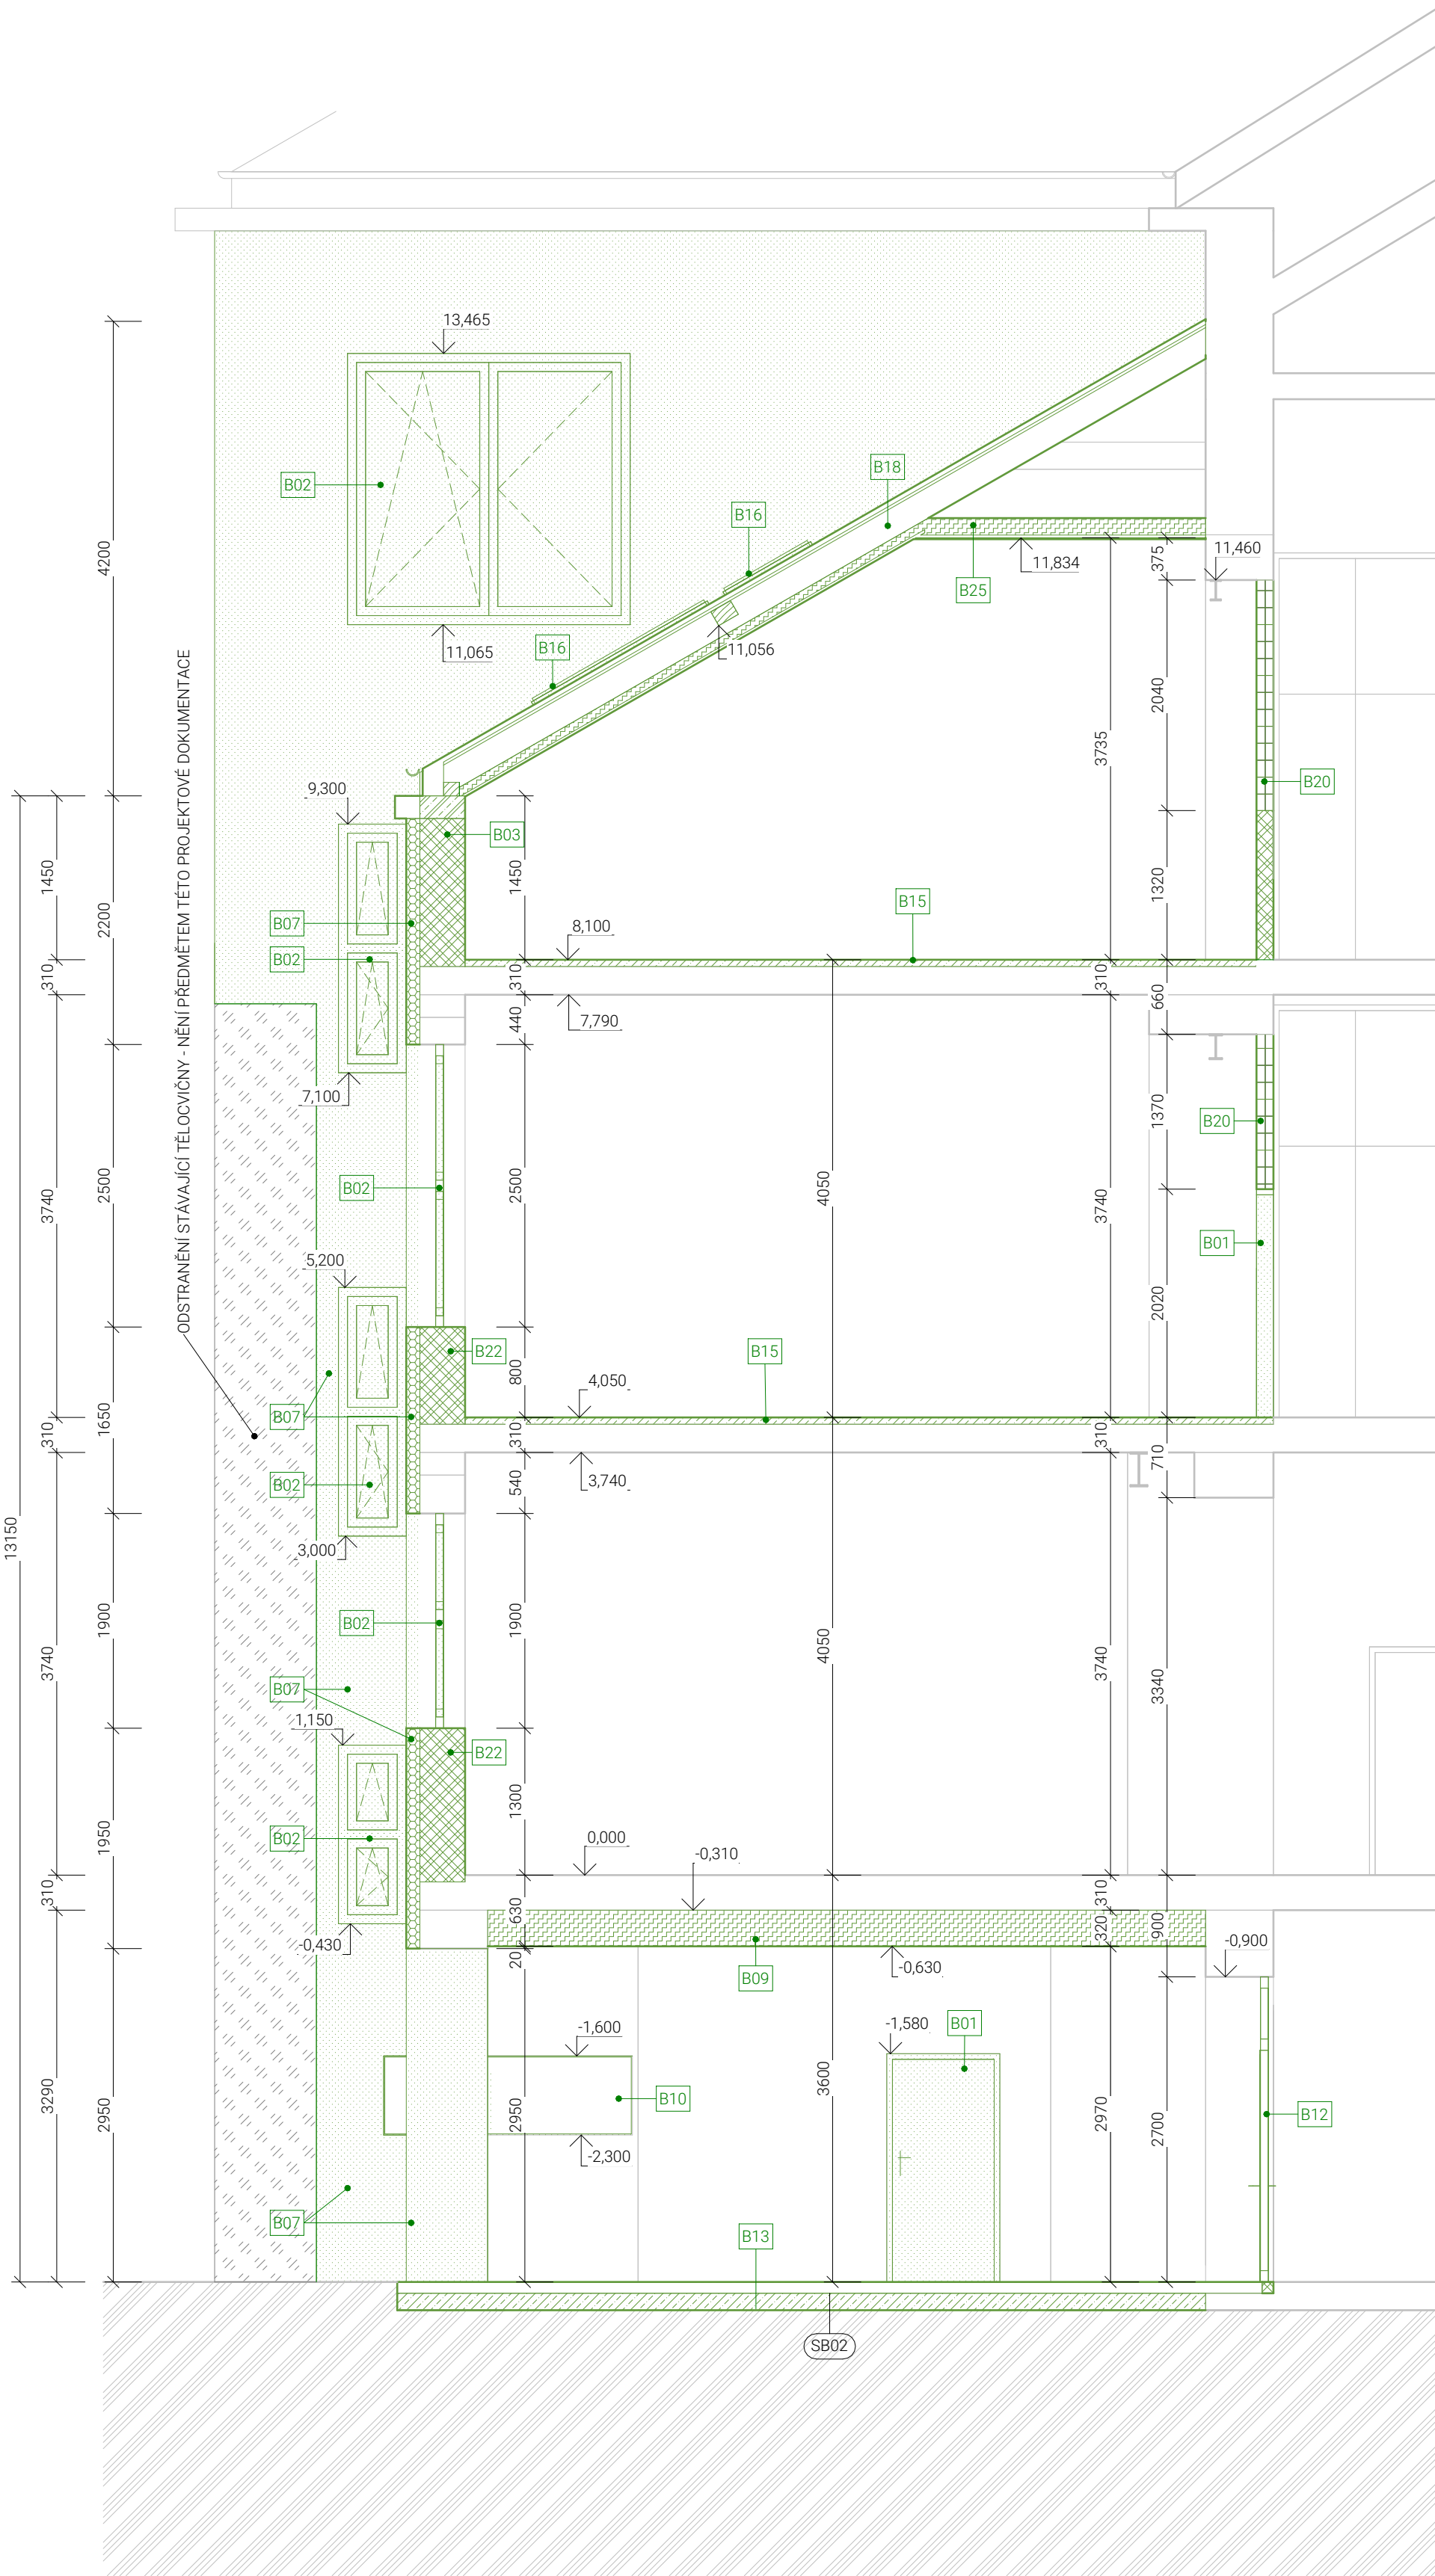 13,465
B02
B18
B16
11,834
11,460
375
B25
4200
11,065
B16
11,056
ODSTRANĚNÍ STÁVAJÍCÍ TĚLOCVIČNY - NĚNÍ PŘEDMĚTEM TÉTO PROJEKTOVÉ DOKUMENTACE
2040
3735
B20
9,300
B03
1450
2200
1450
1320
B07
B15
8,100
B02
310
310
310
660
440
7,790
7,100
1370
B20
2500
3740
B02
2500
4050
3740
B01
5,200
2020
B22
B15
800
4,050
1650
B07
310
310
310
710
540
3,740
B02
13150
3,000
1900
3740
B02
1900
4050
3740
3340
B07
1,150
B22
1300
1950
B02
0,000
-0,310
310
630
310
320
900
-0,430
20
B09
-0,630
-0,900
-1,600
-1,580
B01
3290
2950
2950
B10
3600
2970
2700
B12
-2,300
B07
B13
SB02